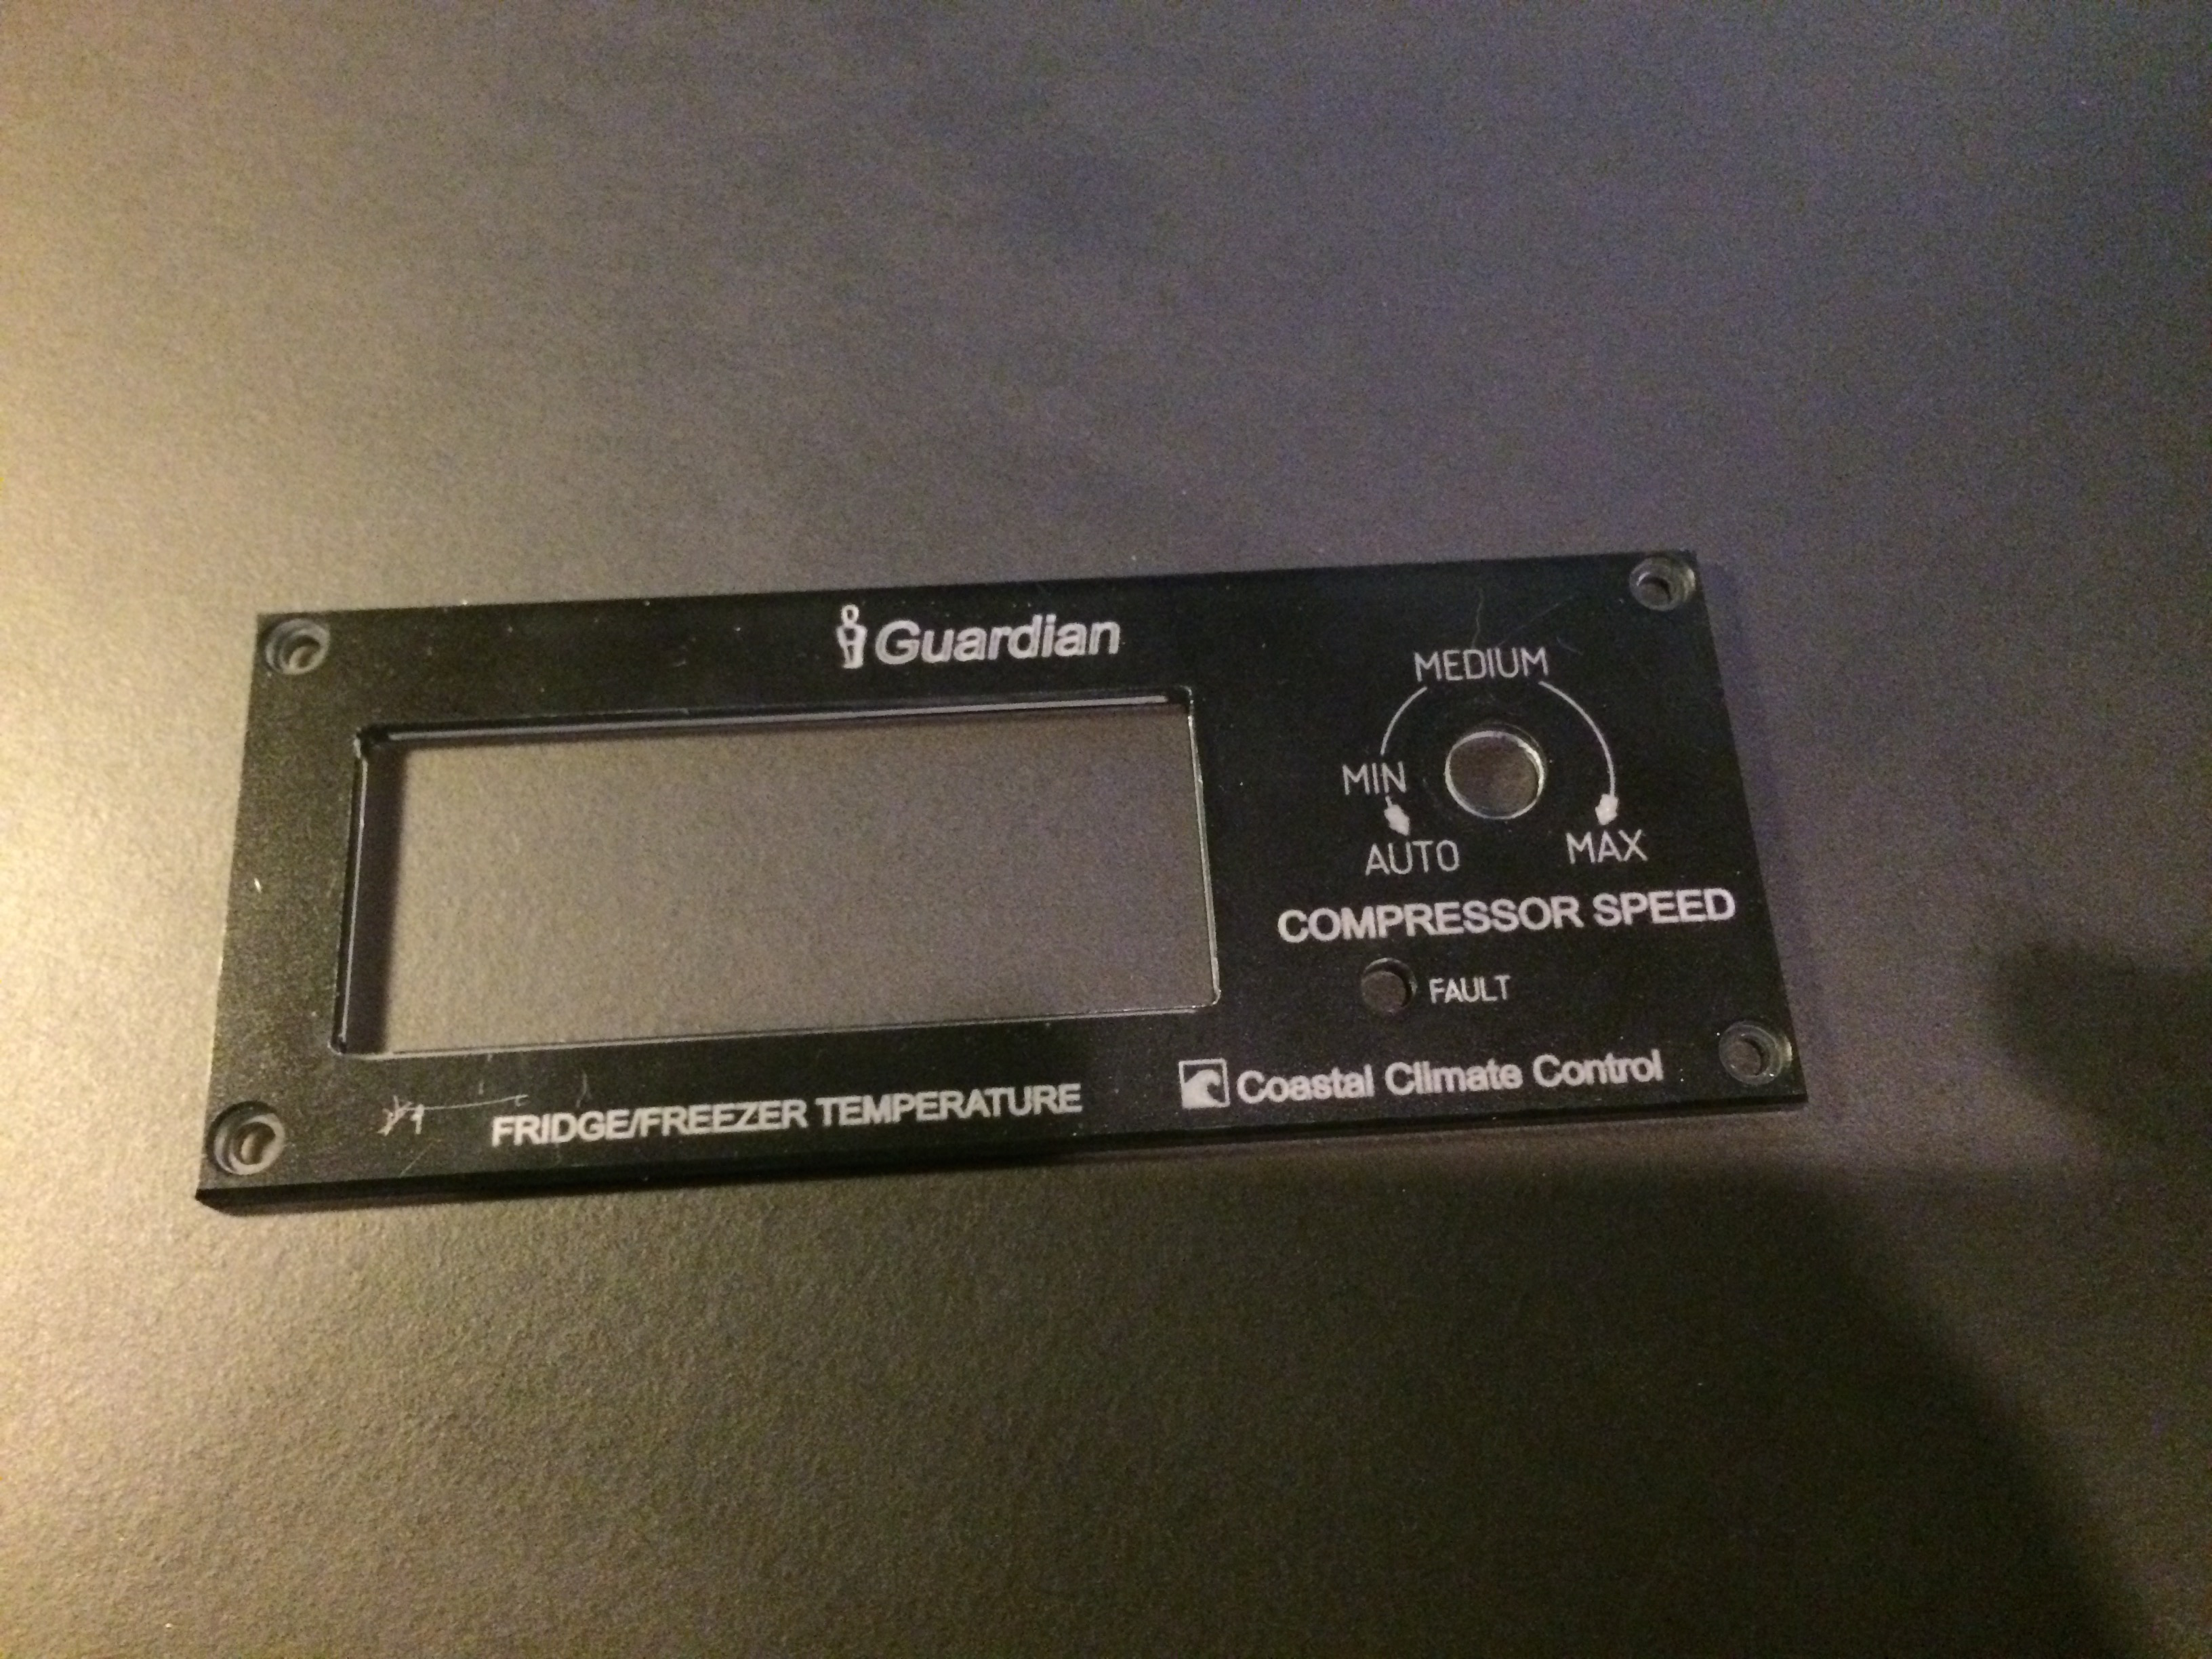 Guardian
MEDIUM
MIN
AUTO
MAX
COMPRESSOR SPEED
FAULT
FRIDGE/FREEZER TEMPERATURE
Coastal Climate Control